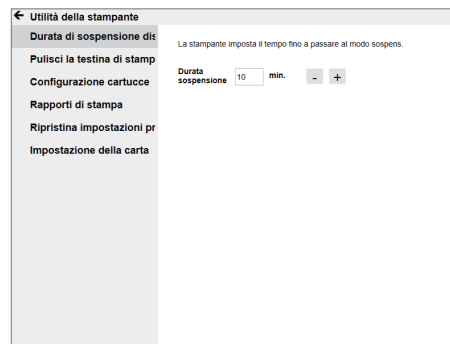 Utilità della stampante
Durata di sospensione dis
Pulisci la testina di stamp
Configurazione cartucce
Rapporti di stampa
Ripristina impostazioni pr
Impostazione della carta
La stampante imposta il tempo fino a passare al modo sospens.
Durata
sospensione 10 min. - +